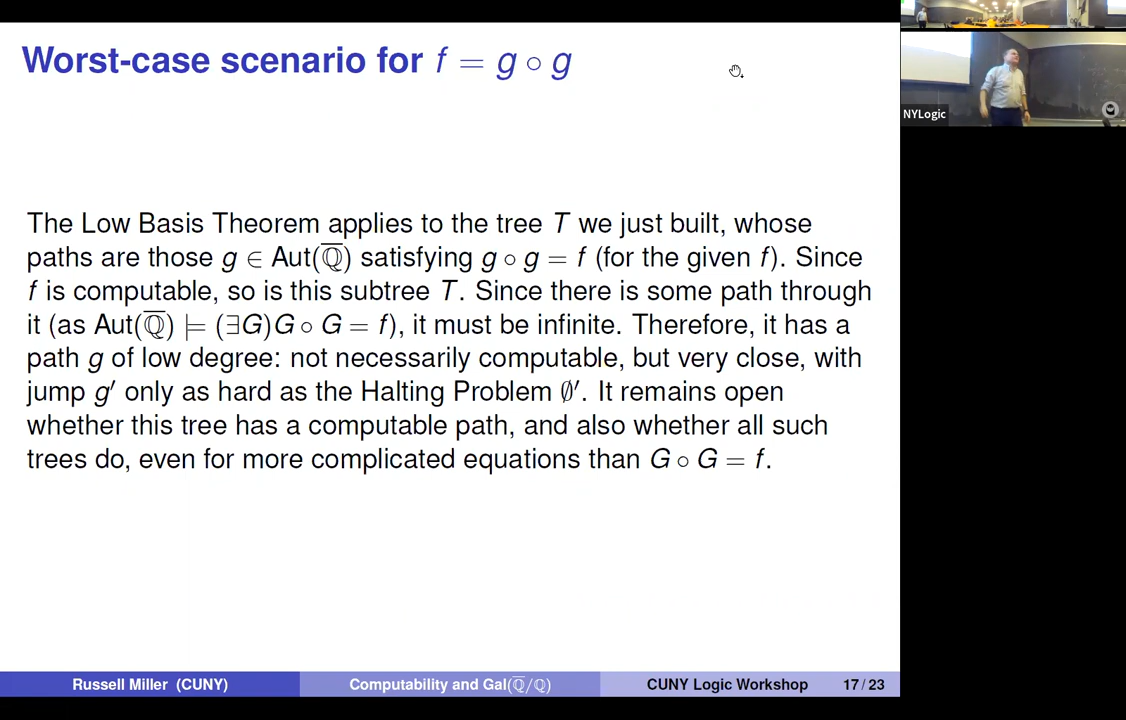 Worst-case scenario for f = g ∘ g
The Low Basis Theorem applies to the tree T we just built, whose
paths are those g ∈ Aut(ℚ̅) satisfying g ∘ g = f (for the given f). Since
f is computable, so is this subtree T. Since there is some path through
it (as Aut(ℚ̅) ⊨ (∃G)G ∘ G = f), it must be infinite. Therefore, it has a
path g of low degree: not necessarily computable, but very close, with
jump g′ only as hard as the Halting Problem ∅′. It remains open
whether this tree has a computable path, and also whether all such
trees do, even for more complicated equations than G ∘ G = f.
Russell Miller (CUNY)
Computability and Gal(ℚ̅/ℚ)
CUNY Logic Workshop
17 / 23
NYLogic